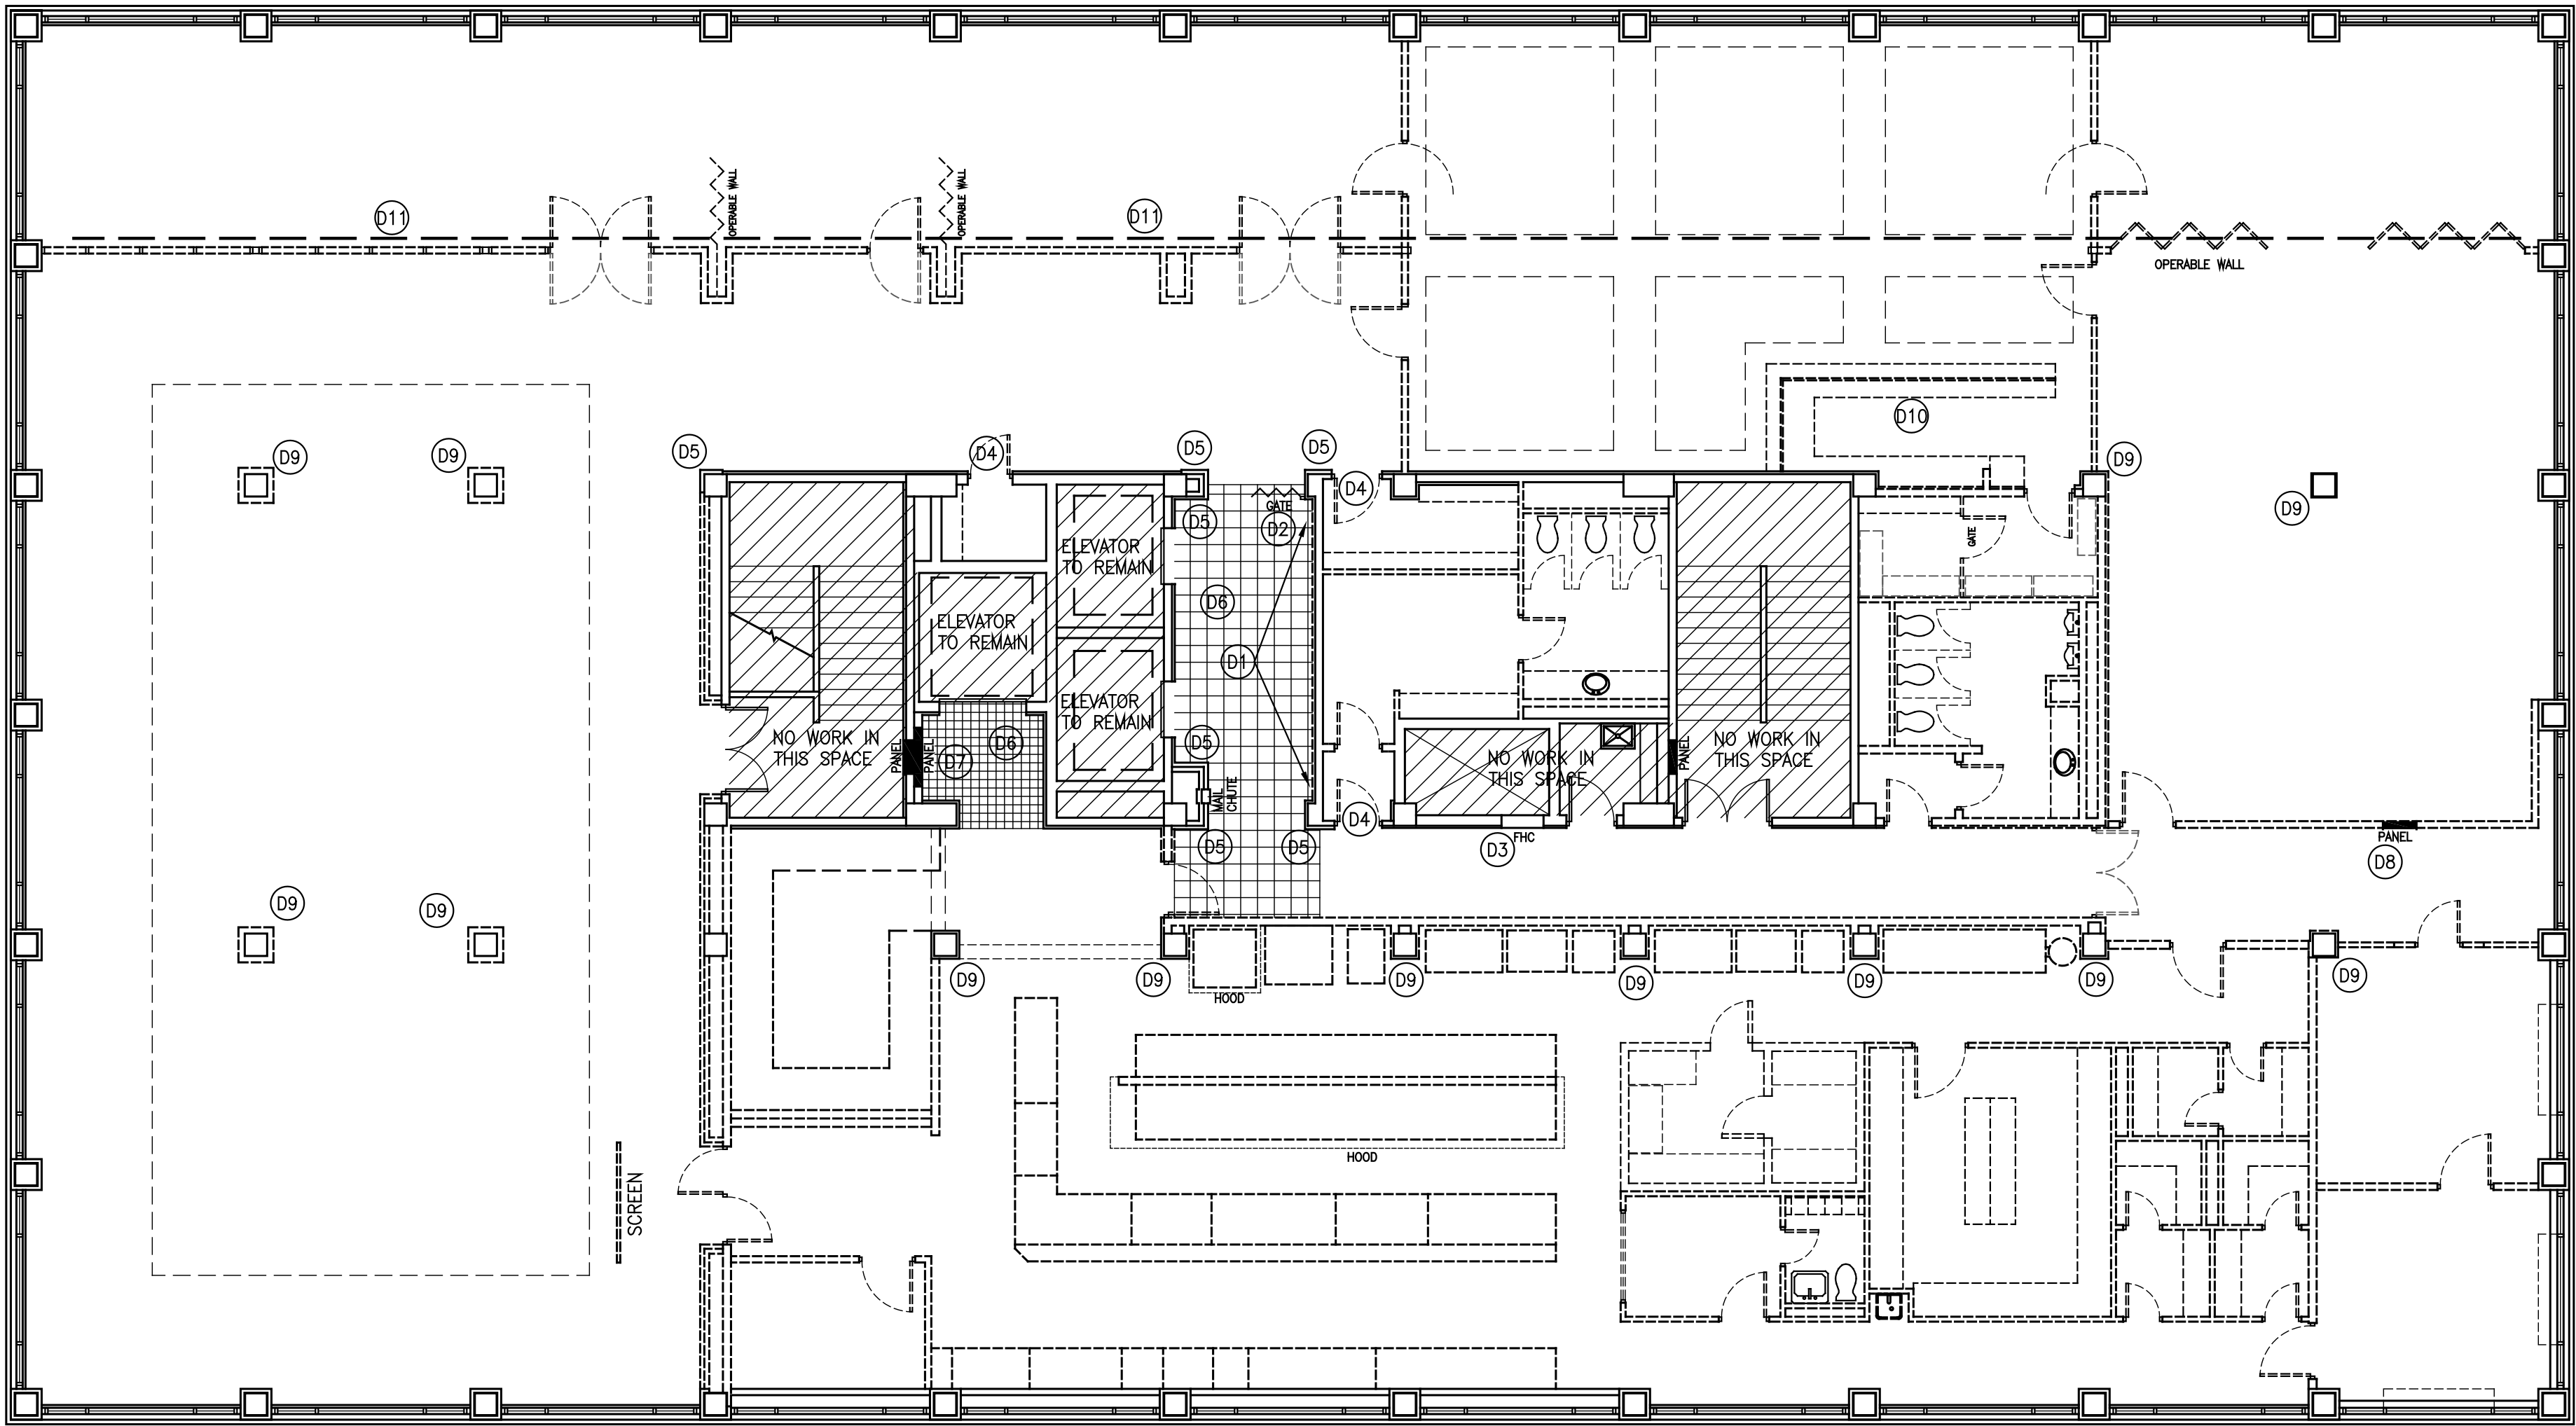 OPERABLE WALL
OPERABLE WALL
D11
D11
OPERABLE WALL
D10
D9
D9
D5
D4
D5
D5
D4
D9
D9
GATE
D5
D2
GATE
ELEVATOR
TO REMAIN
D6
ELEVATOR
TO REMAIN
D1
ELEVATOR
TO REMAIN
NO WORK IN
THIS SPACE
PANEL
PANEL
D7
D6
D5
MAIL
CHUTE
NO WORK IN
THIS SPACE
PANEL
NO WORK IN
THIS SPACE
D4
FHC
D3
D5
D5
PANEL
D8
D9
D9
D9
D9
D9
D9
D9
D9
D9
HOOD
HOOD
SCREEN